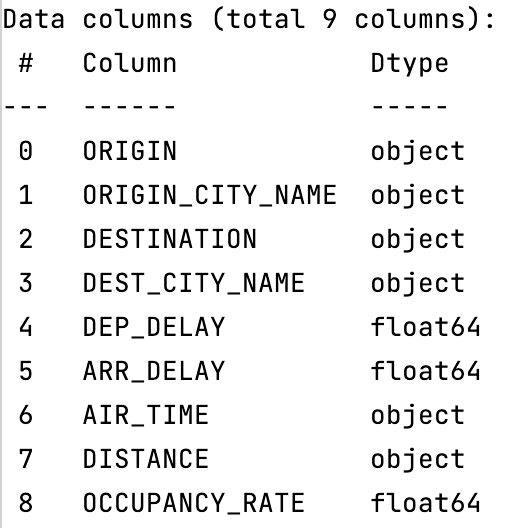 Data columns (total 9 columns):
 #   Column            Dtype
---  ------            -----
 0   ORIGIN            object
 1   ORIGIN_CITY_NAME  object
 2   DESTINATION       object
 3   DEST_CITY_NAME    object
 4   DEP_DELAY         float64
 5   ARR_DELAY         float64
 6   AIR_TIME          object
 7   DISTANCE          object
 8   OCCUPANCY_RATE    float64